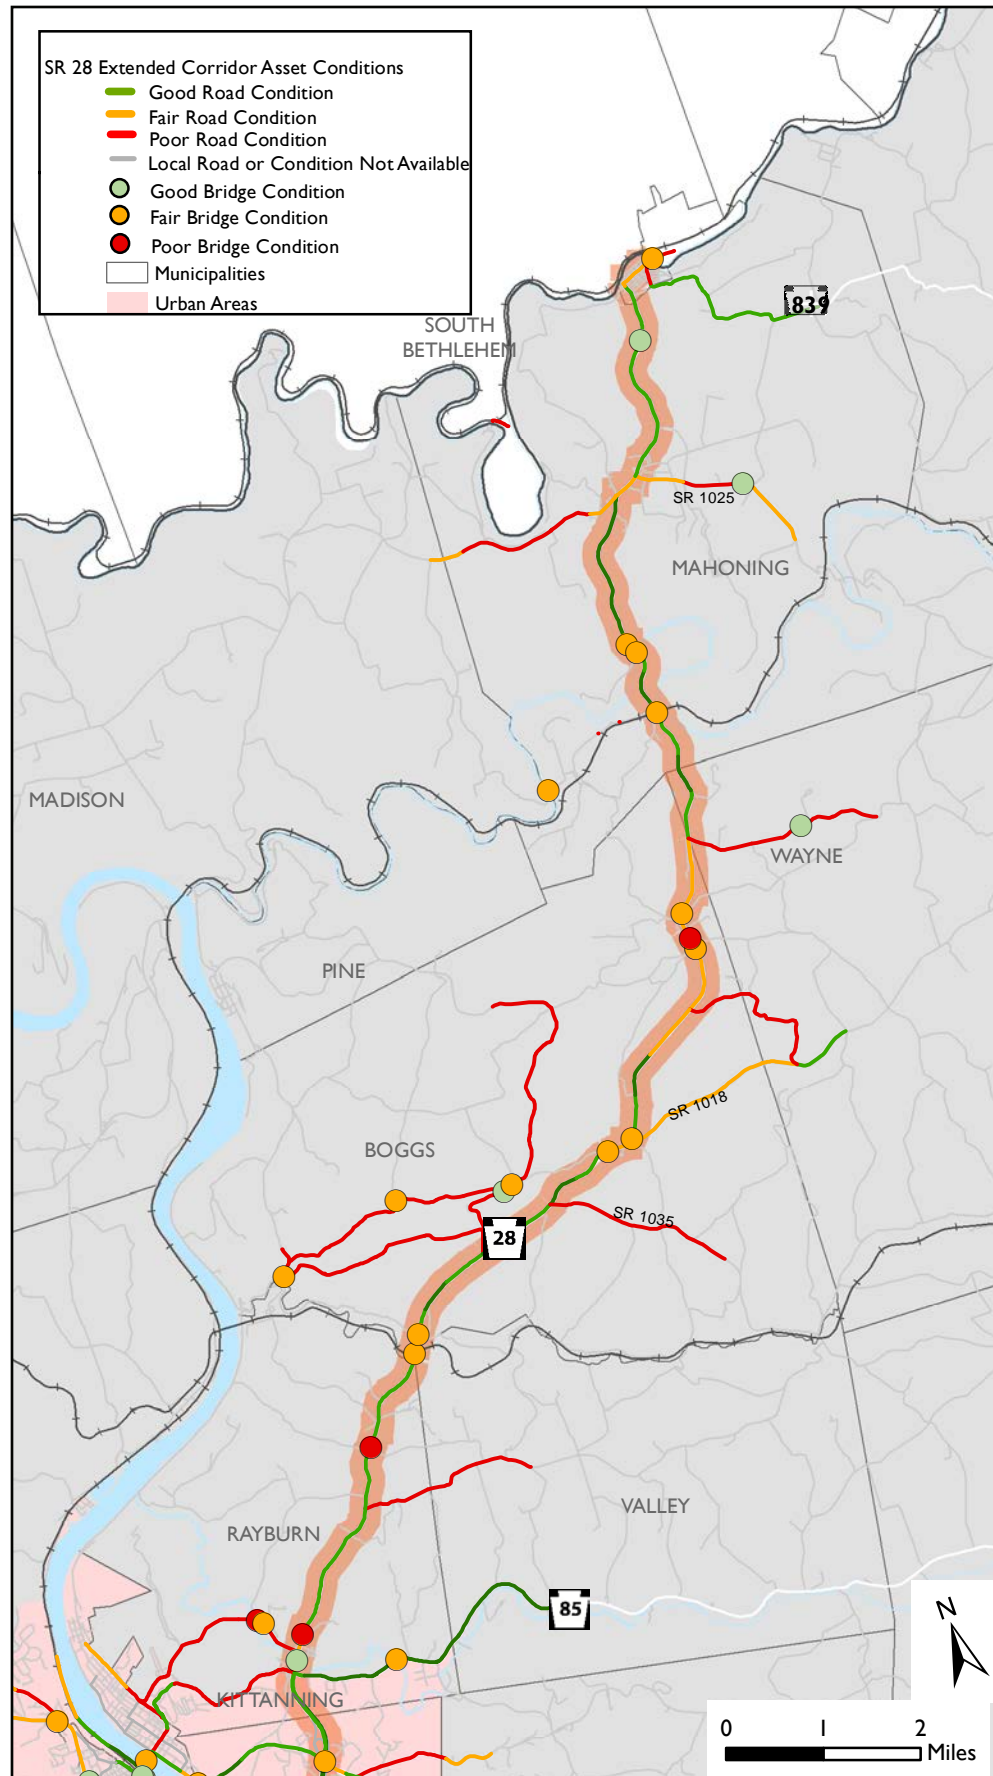 SR 28 Extended Corridor Asset Conditions
Good Road Condition
Fair Road Condition
Poor Road Condition
Local Road or Condition Not Available
Good Bridge Condition
Fair Bridge Condition
Poor Bridge Condition
Municipalities
Urban Areas
839
SOUTH
BETHLEHEM
SR 1025
MAHONING
MADISON
WAYNE
PINE
SR 1018
BOGGS
SR 1035
28
VALLEY
RAYBURN
85
N
KITTANNING
0 1 2
Miles